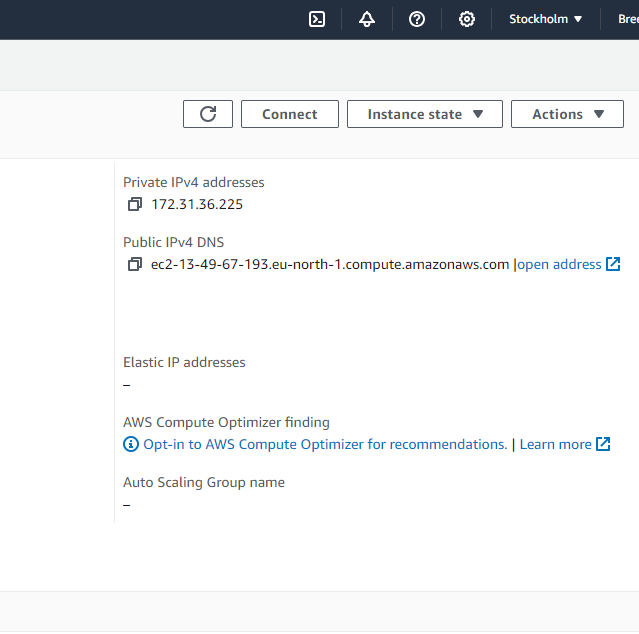 Stockholm
Connect
Instance state
Actions
Private IPv4 addresses
172.31.36.225
Public IPv4 DNS
ec2-13-49-67-193.eu-north-1.compute.amazonaws.com |open address
Elastic IP addresses
–
AWS Compute Optimizer finding
Opt-in to AWS Compute Optimizer for recommendations. | Learn more
Auto Scaling Group name
–